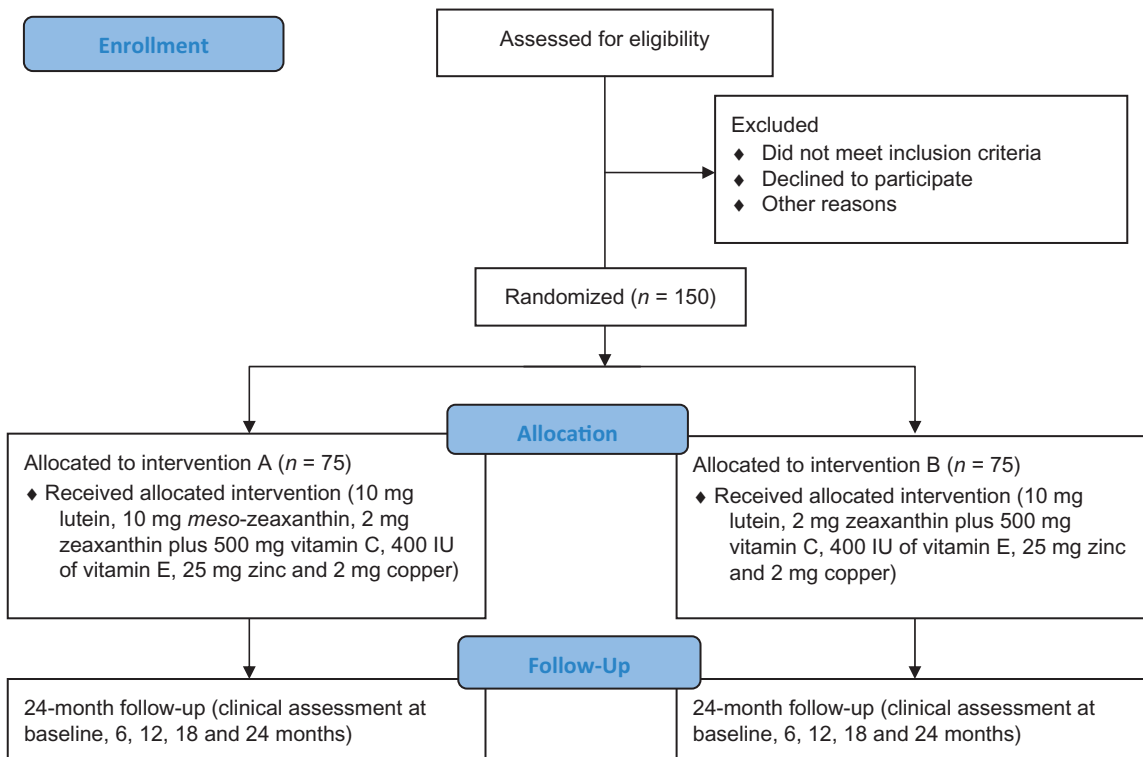 Enrollment
Assessed for eligibility
Excluded
♦ Did not meet inclusion criteria
♦ Declined to participate
♦ Other reasons
Randomized (n = 150)
Allocation
Allocated to intervention A (n = 75)
♦ Received allocated intervention (10 mg
lutein, 10 mg meso-zeaxanthin, 2 mg
zeaxanthin plus 500 mg vitamin C, 400 IU
of vitamin E, 25 mg zinc and 2 mg copper)
Allocated to intervention B (n = 75)
♦ Received allocated intervention (10 mg
lutein, 2 mg zeaxanthin plus 500 mg
vitamin C, 400 IU of vitamin E, 25 mg zinc
and 2 mg copper)
Follow-Up
24-month follow-up (clinical assessment at
baseline, 6, 12, 18 and 24 months)
24-month follow-up (clinical assessment at
baseline, 6, 12, 18 and 24 months)